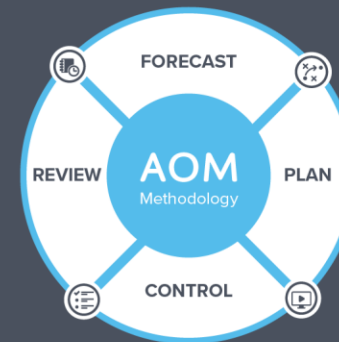 FORECAST
REVIEW
AOM
Methodology
PLAN
CONTROL